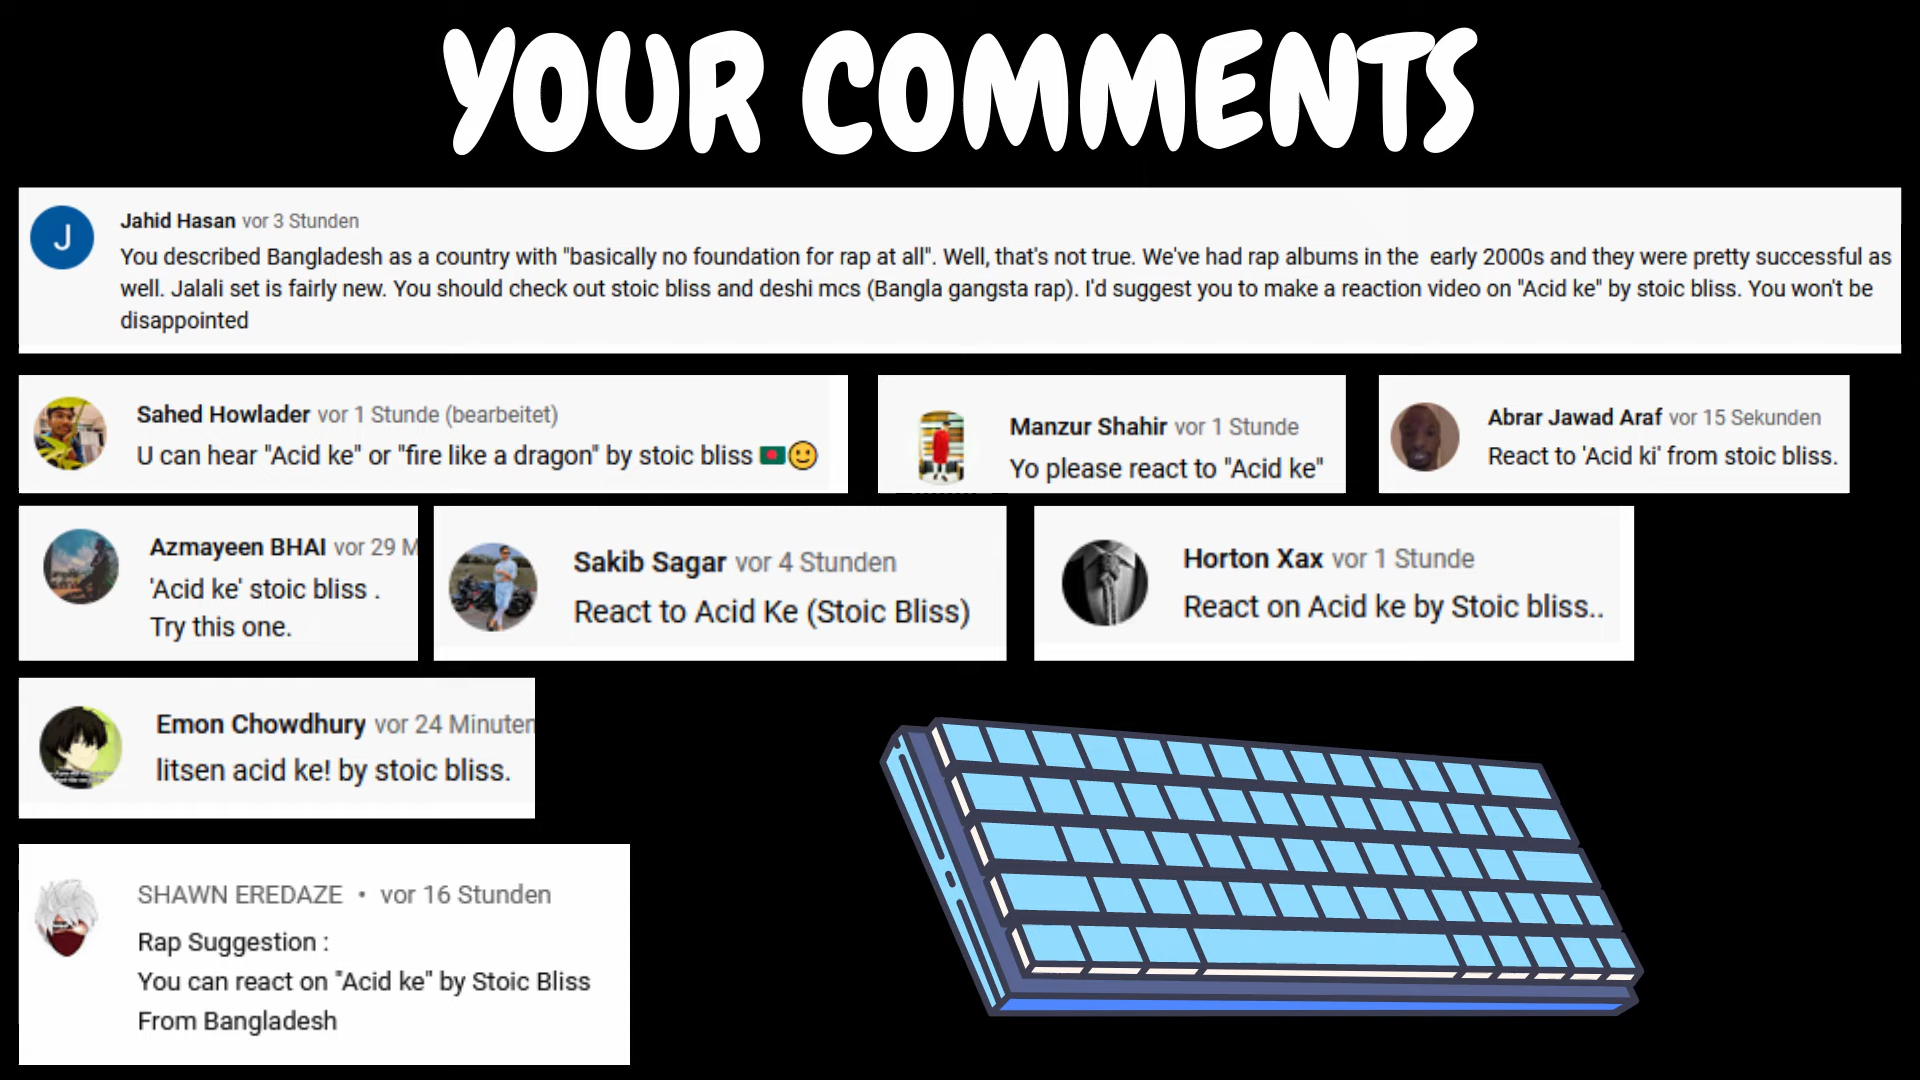 YOUR COMMENTS
J
Jahid Hasan vor 3 Stunden
You described Bangladesh as a country with "basically no foundation for rap at all". Well, that's not true. We've had rap albums in the early 2000s and they were pretty successful as
well. Jalali set is fairly new. You should check out stoic bliss and deshi mcs (Bangla gangsta rap). I'd suggest you to make a reaction video on "Acid ke" by stoic bliss. You won't be
disappointed
Sahed Howlader vor 1 Stunde (bearbeitet)
U can hear "Acid ke" or "fire like a dragon" by stoic bliss 🇧🇩🙂
Manzur Shahir vor 1 Stunde
Yo please react to "Acid ke"
Abrar Jawad Araf vor 15 Sekunden
React to 'Acid ki' from stoic bliss.
Azmayeen BHAI vor 29 M
'Acid ke' stoic bliss .
Try this one.
Sakib Sagar vor 4 Stunden
React to Acid Ke (Stoic Bliss)
Horton Xax vor 1 Stunde
React on Acid ke by Stoic bliss..
Emon Chowdhury vor 24 Minuten
litsen acid ke! by stoic bliss.
SHAWN EREDAZE • vor 16 Stunden
Rap Suggestion :
You can react on "Acid ke" by Stoic Bliss
From Bangladesh